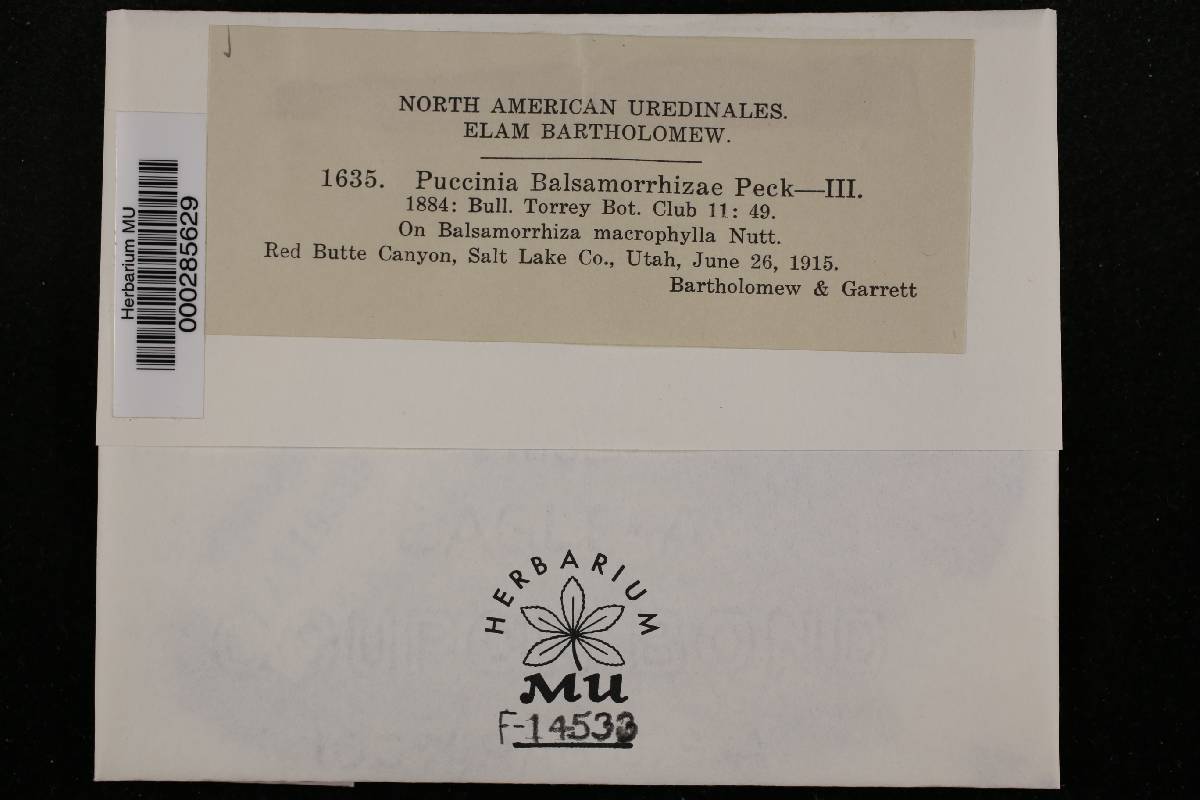 NORTH AMERICAN UREDINALES.
ELAM BARTHOLOMEW.
1635. Puccinia Balsamorrhizae Peck—III.
1884: Bull. Torrey Bot. Club 11: 49.
On Balsamorrhiza macrophylla Nutt.
Red Butte Canyon, Salt Lake Co., Utah, June 26, 1915.
Bartholomew & Garrett
Herbarium MU
000285629
HERBARIUM
MU
F-14533